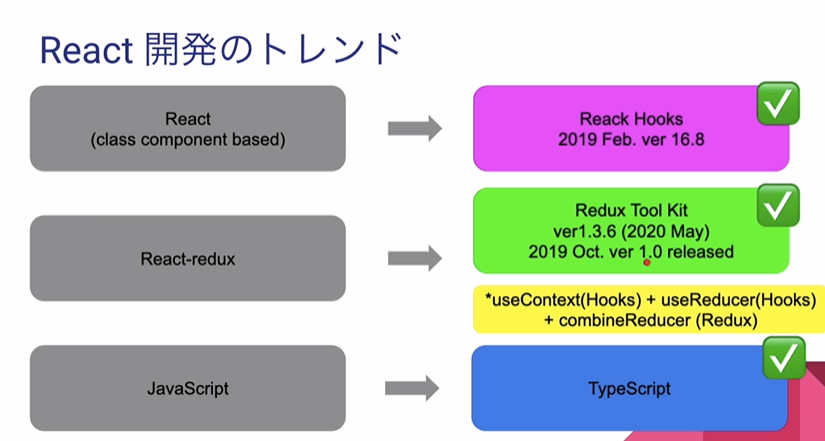 React 開発のトレンド
React
(class component based)
Reack Hooks
2019 Feb. ver 16.8
React-redux
Redux Tool Kit
ver1.3.6 (2020 May)
2019 Oct. ver 1.0 released
*useContext(Hooks) + useReducer(Hooks)
+ combineReducer (Redux)
JavaScript
TypeScript